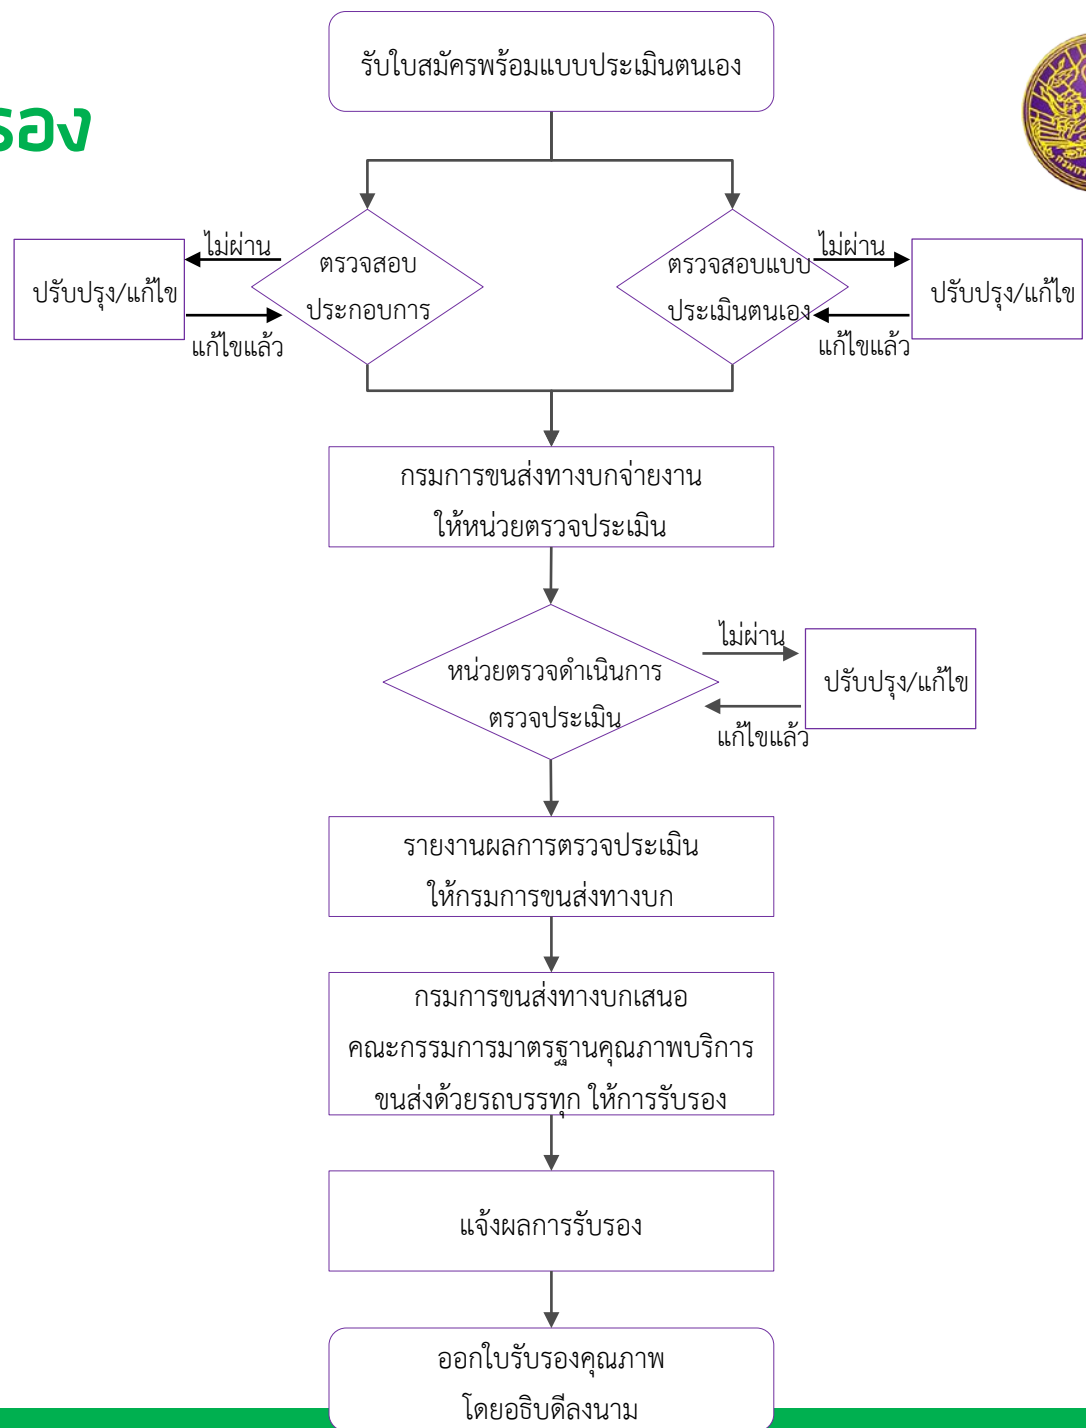 รับใบสมัครพร้อมแบบประเมินตนเอง
รอง
ไม่ผ่าน
ตรวจสอบ
ประกอบการ
ปรับปรุง/แก้ไข
แก้ไขแล้ว
ตรวจสอบแบบ
ประเมินตนเอง
ไม่ผ่าน
ปรับปรุง/แก้ไข
แก้ไขแล้ว
กรมการขนส่งทางบกจ่ายงาน
ให้หน่วยตรวจประเมิน
หน่วยตรวจดำเนินการ
ตรวจประเมิน
ไม่ผ่าน
ปรับปรุง/แก้ไข
แก้ไขแล้ว
รายงานผลการตรวจประเมิน
ให้กรมการขนส่งทางบก
กรมการขนส่งทางบกเสนอ
คณะกรรมการมาตรฐานคุณภาพบริการ
ขนส่งด้วยรถบรรทุก ให้การรับรอง
แจ้งผลการรับรอง
ออกใบรับรองคุณภาพ
โดยอธิบดีลงนาม